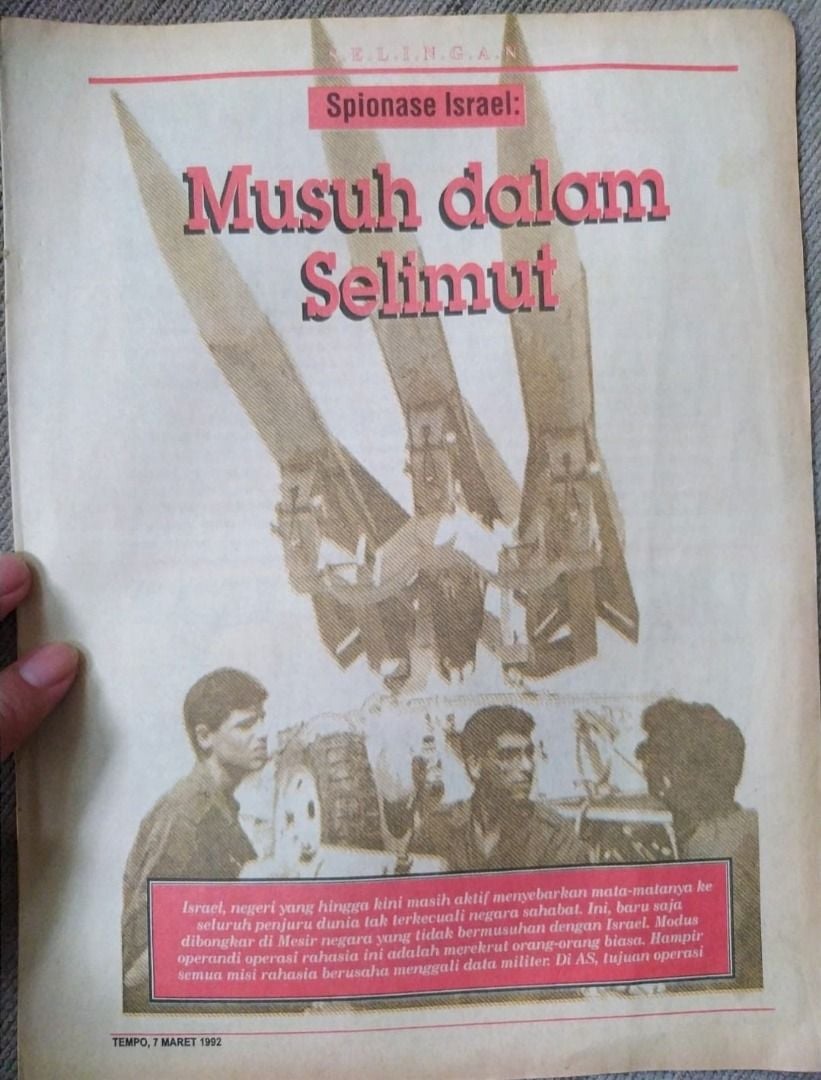 S.E.L.I.N.G.A.N
Spionase Israel:
Musuh dalam
Selimut
Israel, negeri yang hingga kini masih aktif menyebarkan mata-matanya ke
seluruh penjuru dunia tak terkecuali negara sahabat. Ini, baru saja
dibongkar di Mesir negara yang tidak bermusuhan dengan Israel. Modus
operandi operasi rahasia ini adalah merekrut orang-orang biasa. Hampir
semua misi rahasia berusaha menggali data militer. Di AS, tujuan operasi
TEMPO, 7 MARET 1992